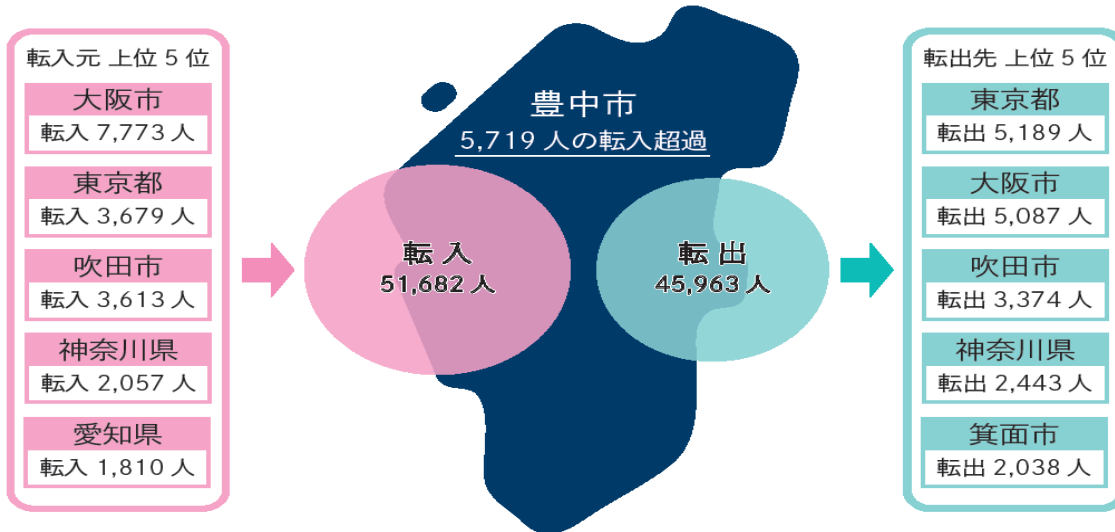 転入元 上位 5 位
大阪市
転入 7,773 人
東京都
転入 3,679 人
吹田市
転入 3,613 人
神奈川県
転入 2,057 人
愛知県
転入 1,810 人
豊中市
5,719 人の転入超過
転 入
51,682 人
転 出
45,963 人
転出先 上位 5 位
東京都
転出 5,189 人
大阪市
転出 5,087 人
吹田市
転出 3,374 人
神奈川県
転出 2,443 人
箕面市
転出 2,038 人